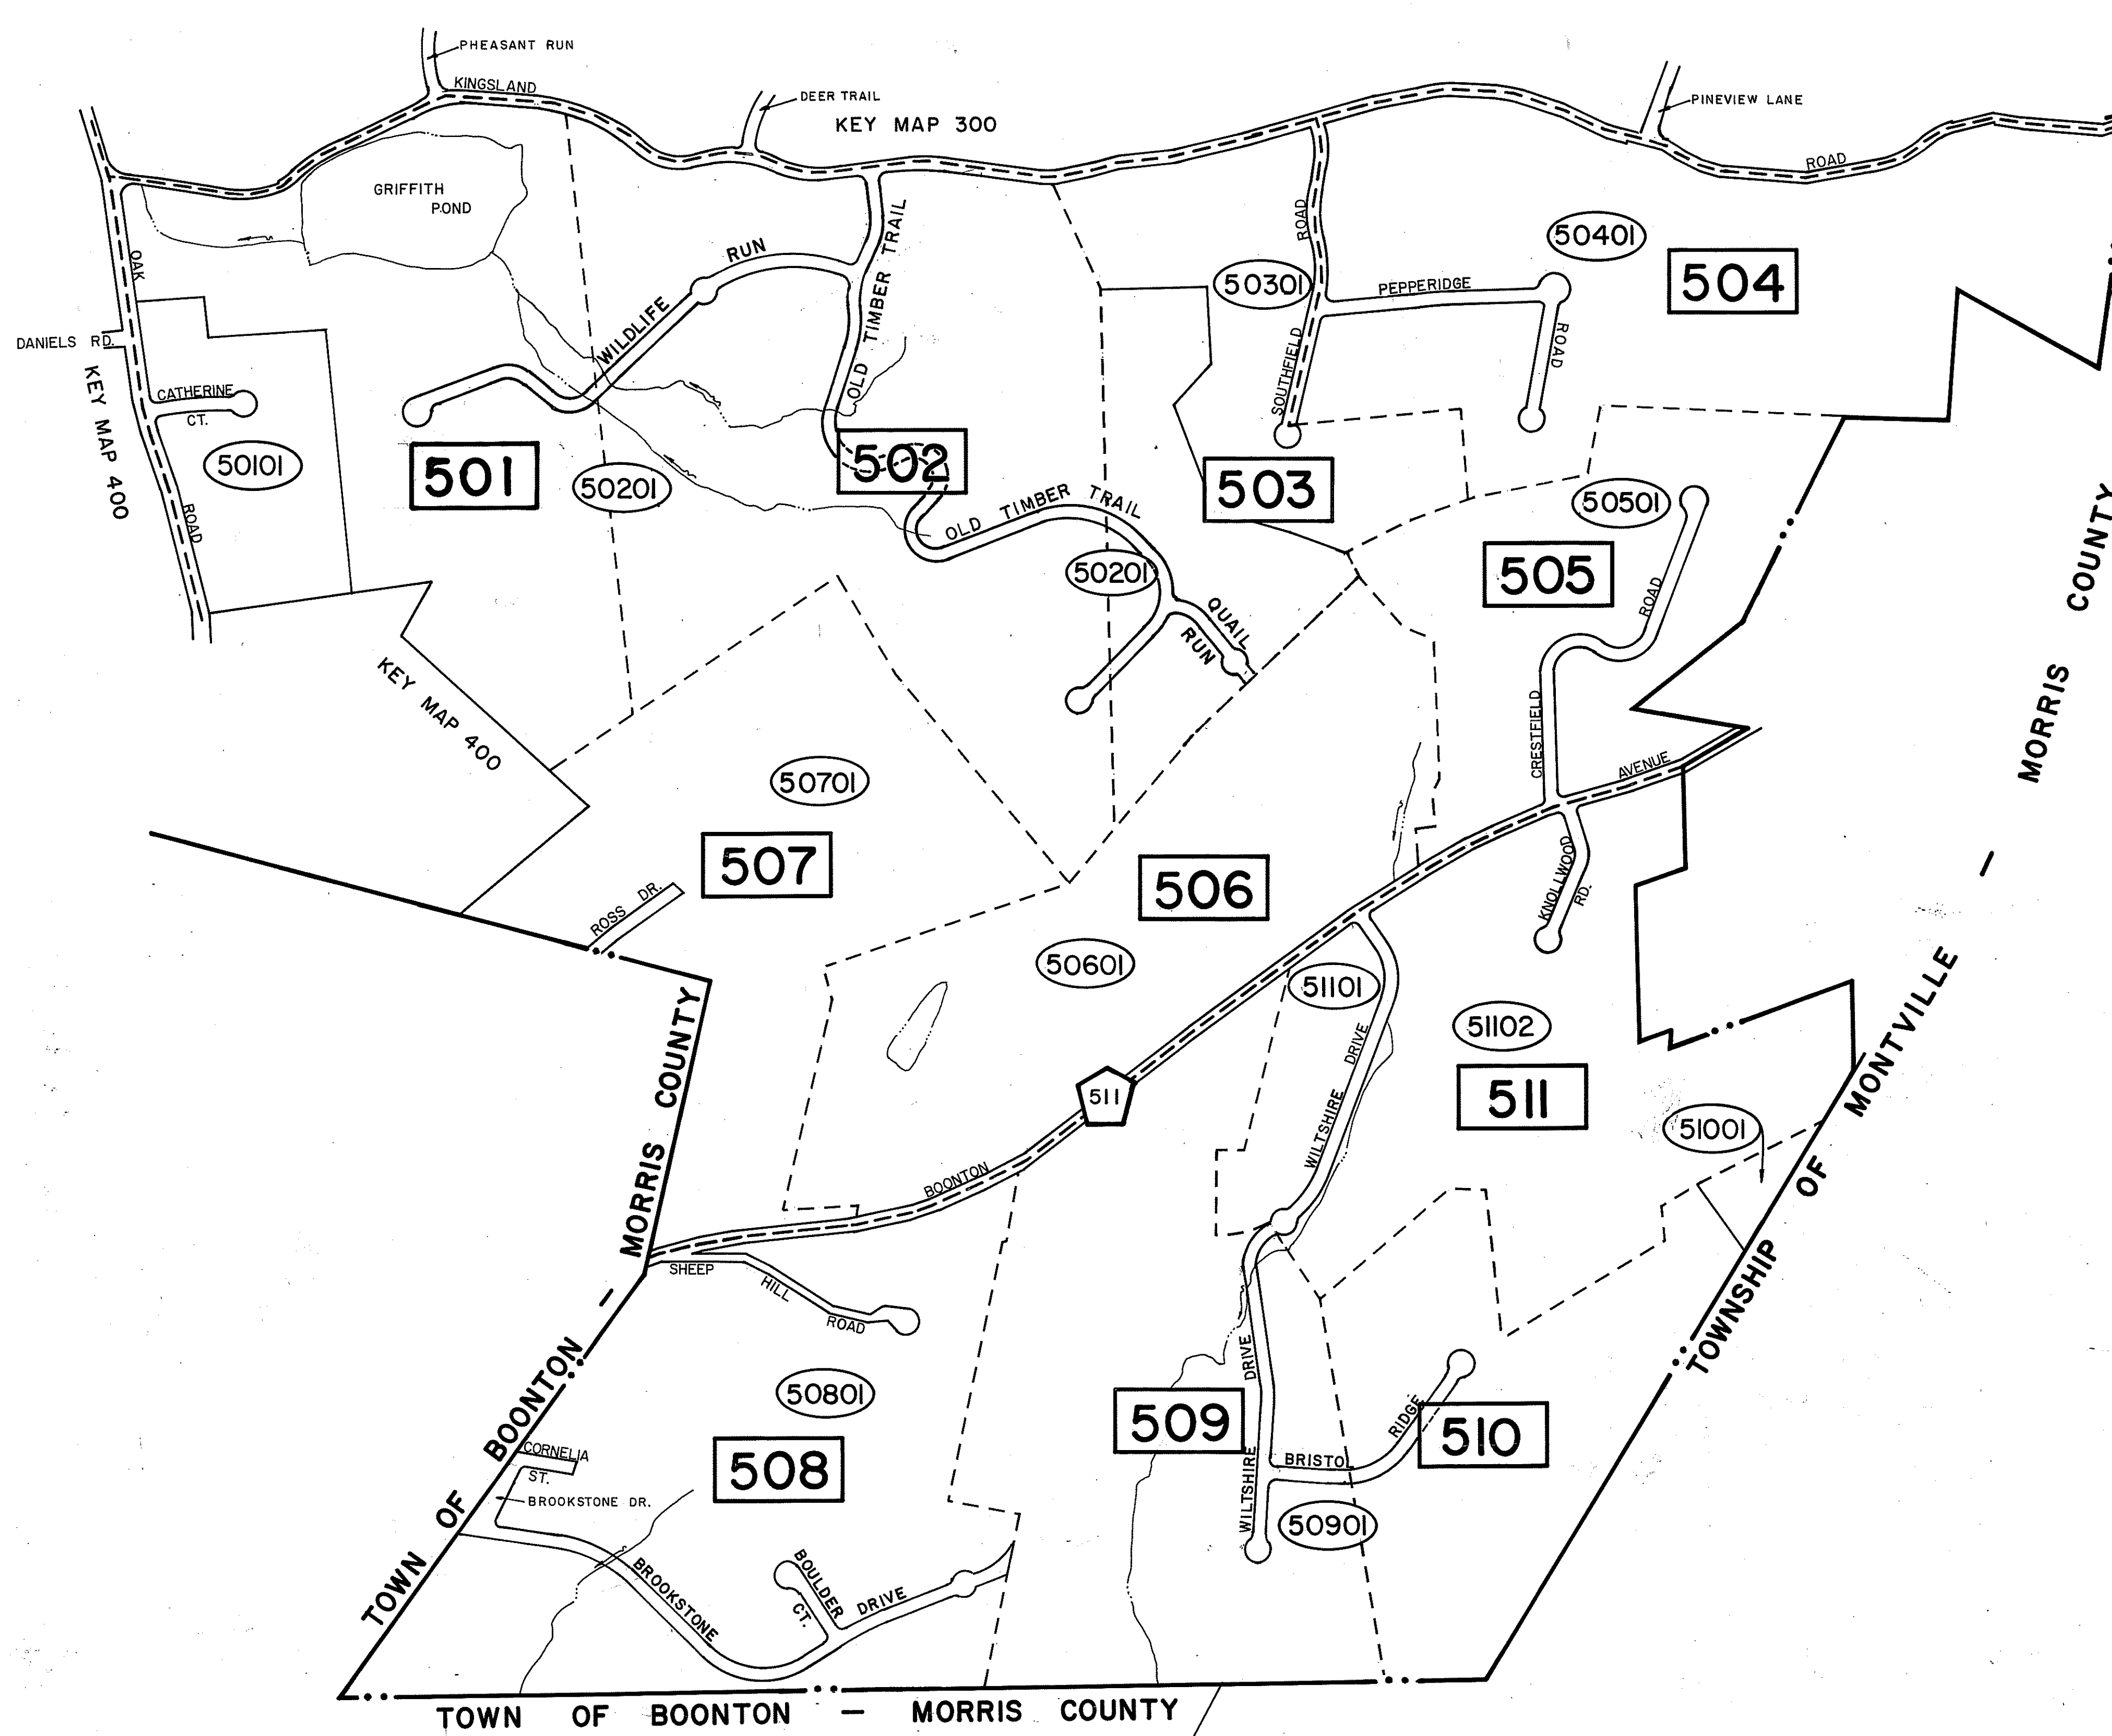 PHEASANT RUN
KINGSLAND
DEER TRAIL
KEY MAP 300
PINEVIEW LANE
ROAD
GRIFFITH
POND
OAK
ROAD
DANIELS RD.
KEY MAP 400
CATHERINE
CT.
50101
501
50201
WILDLIFE
RUN
OLD TIMBER TRAIL
502
OLD TIMBER TRAIL
50201
QUAIL
RUN
ROAD
SOUTHFIELD
50301
503
PEPPERIDGE
ROAD
50401
504
50501
505
CRESTFIELD
ROAD
AVENUE
KNOLLWOOD
RD.
KEY MAP 400
50701
507
ROSS DR.
506
50601
51101
51102
511
51001
511
BOONTON
WILTSHIRE DRIVE
SHEEP
HILL
ROAD
50801
508
509
WILTSHIRE DRIVE
BRISTOL
RIDGE
510
50901
CORNELIA
ST.
BROOKSTONE DR.
BROOKSTONE
DRIVE
BOULDER
CT.
TOWN OF BOONTON — MORRIS COUNTY
TOWN OF BOONTON — MORRIS COUNTY
TOWNSHIP OF MONTVILLE — MORRIS COUNTY